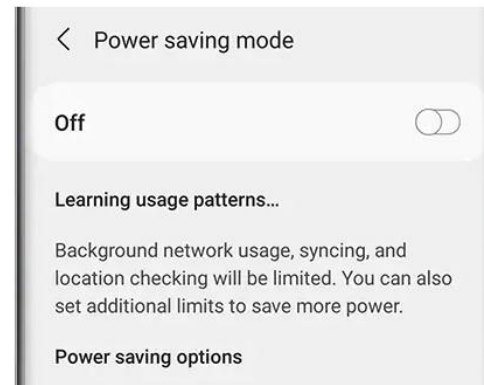 Power saving mode
Off
Learning usage patterns...
Background network usage, syncing, and
location checking will be limited. You can also
set additional limits to save more power.
Power saving options